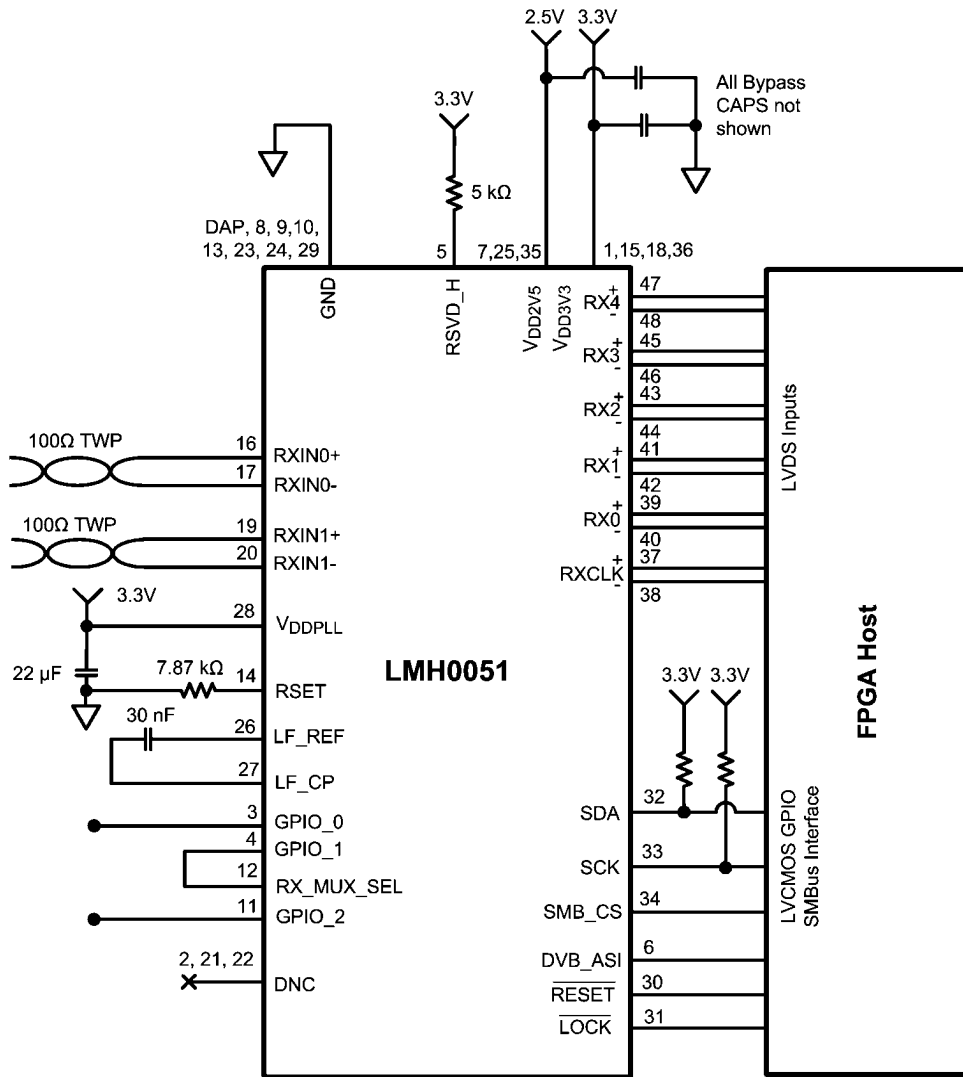 2.5V
3.3V
All Bypass
CAPS not
shown
3.3V
5 kΩ
DAP, 8, 9,10,
13, 23, 24, 29
5
7,25,35
1,15,18,36
GND
RSVD_H
VDD2V5
VDD3V3
RX4
+
-
47
48
RX3
+
-
45
46
RX2
+
-
43
44
RX1
+
-
41
42
RX0
+
-
39
40
RXCLK
+
-
37
38
LVDS Inputs
100Ω TWP
16
RXIN0+
17
RXIN0-
100Ω TWP
19
RXIN1+
20
RXIN1-
3.3V
28
VDDPLL
22 µF
7.87 kΩ
14
RSET
30 nF
26
LF_REF
27
LF_CP
3
GPIO_0
4
GPIO_1
12
RX_MUX_SEL
11
GPIO_2
2, 21, 22
DNC
LMH0051
FPGA Host
3.3V
3.3V
SDA
32
SCK
33
SMB_CS
34
DVB_ASI
6
RESET
30
LOCK
31
LVCMOS GPIO
SMBus Interface